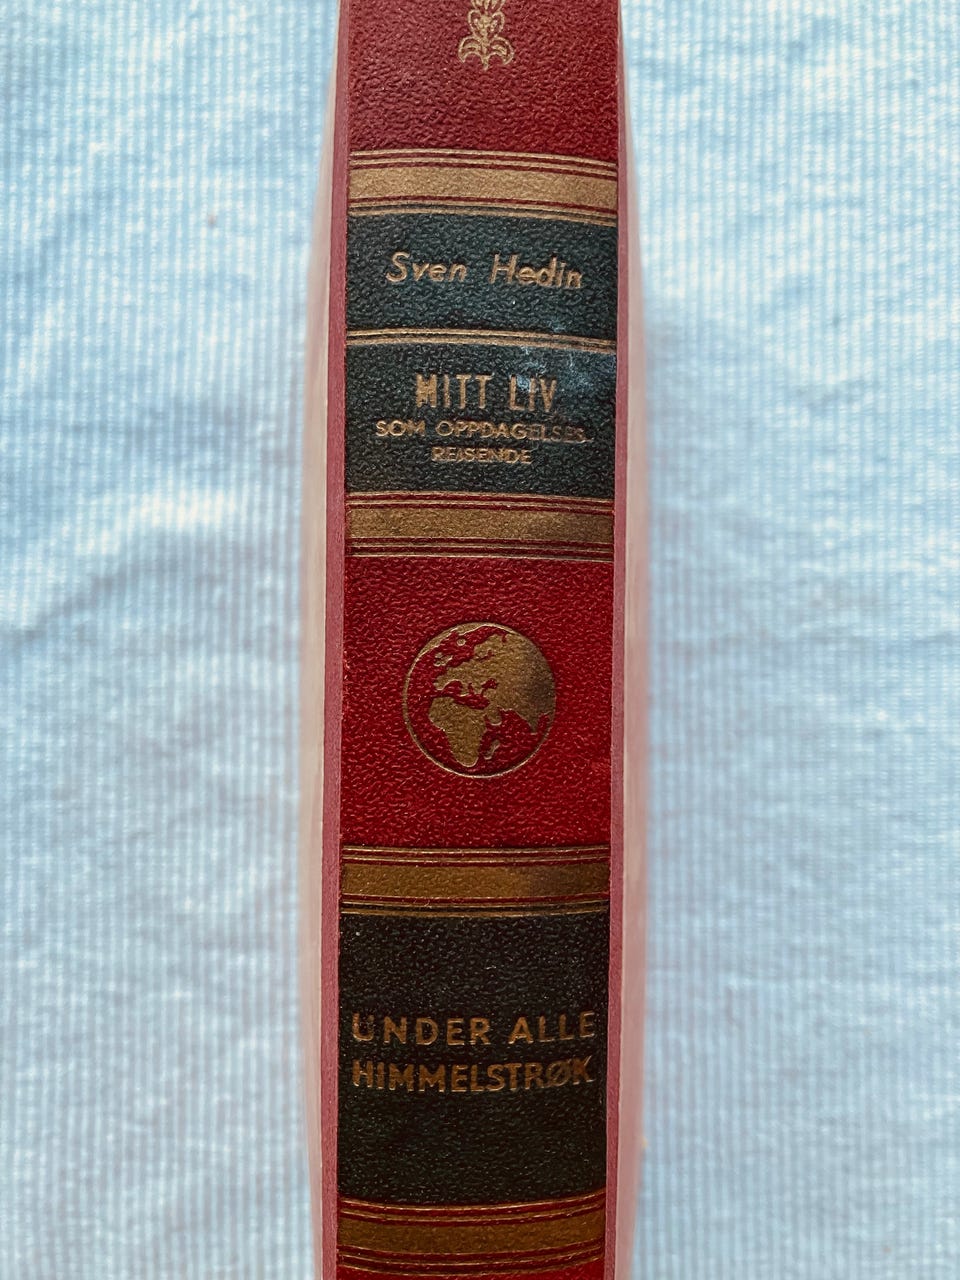 Sven Hedin
MITT LIV
SOM OPPDAGELSES-
REISENDE
UNDER ALLE
HIMMELSTRØK